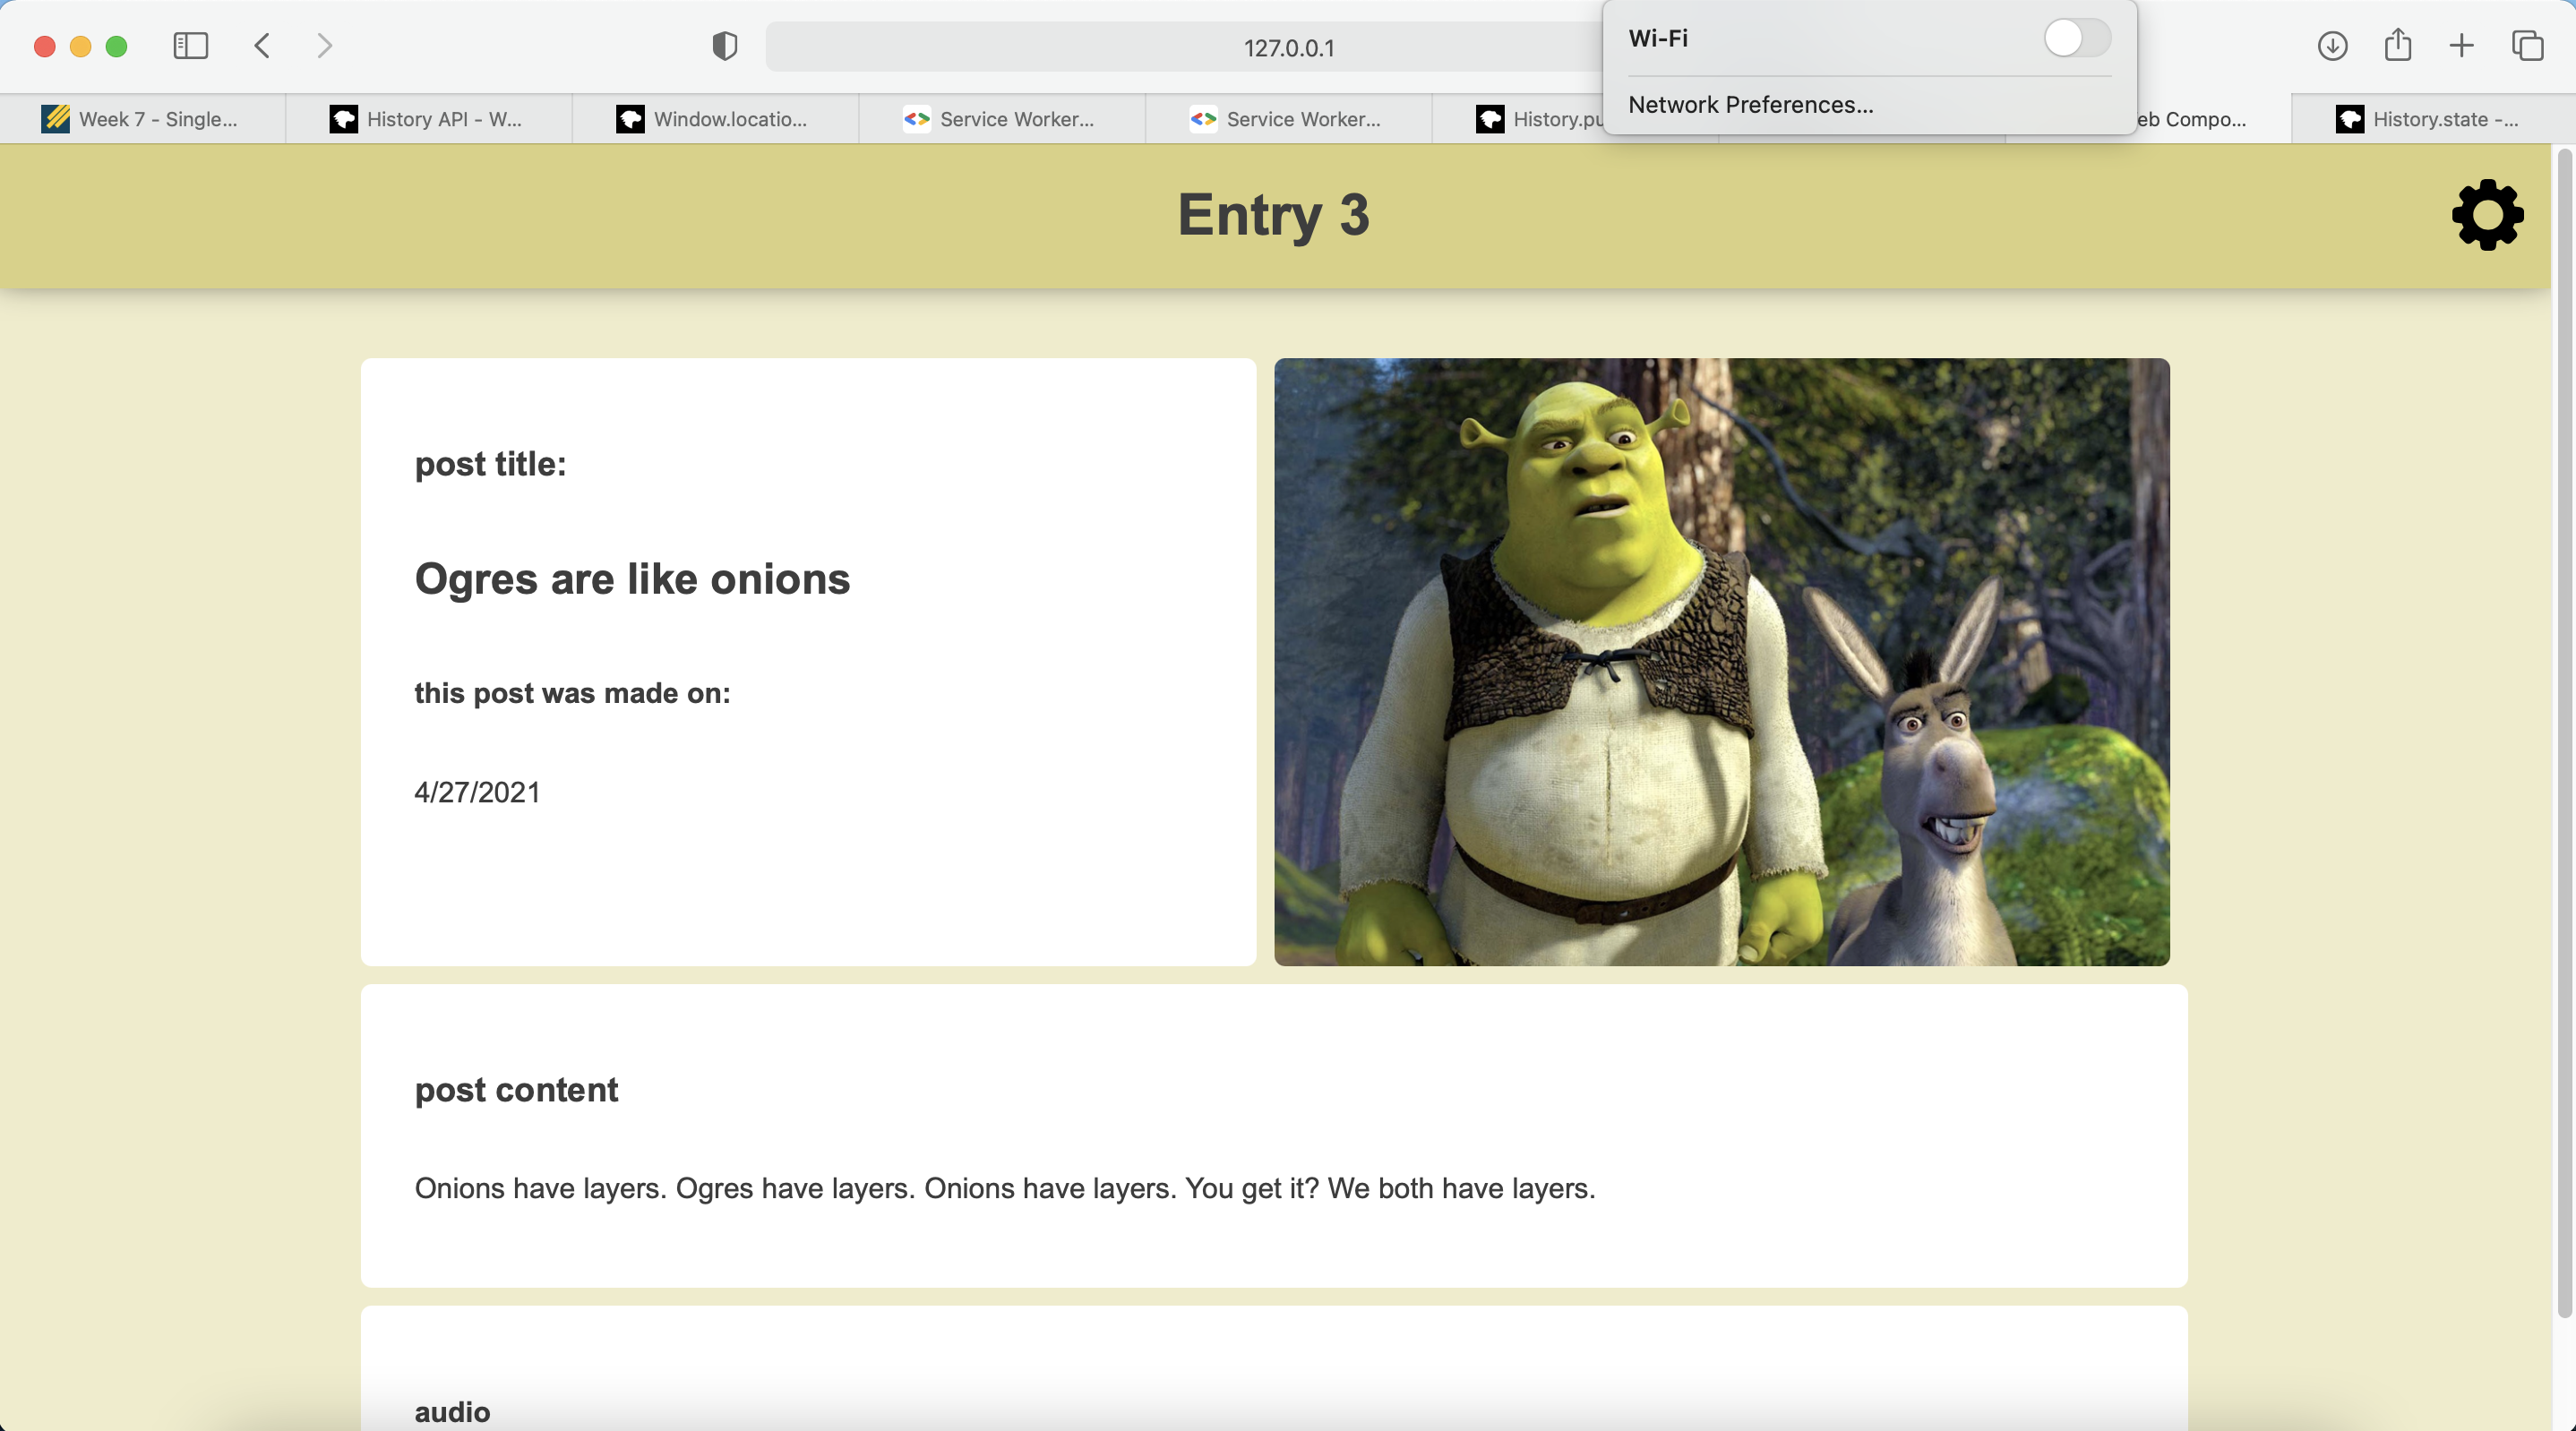 127.0.0.1
Wi-Fi
Network Preferences...
Week 7 - Single...
History API - W...
Window.locatio...
Service Worker...
Service Worker...
History.pu
eb Compo...
History.state -...
Entry 3
post title:
Ogres are like onions
this post was made on:
4/27/2021
post content
Onions have layers. Ogres have layers. Onions have layers. You get it? We both have layers.
audio